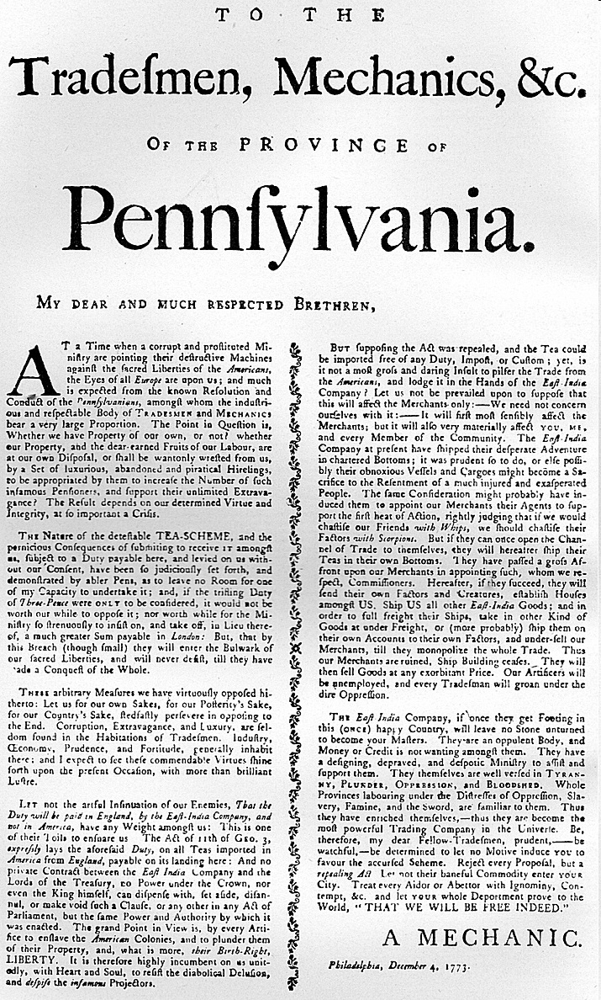 TO THE
Tradeſmen, Mechanics, &c.
OF THE PROVINCE OF
Pennſylvania.
MY DEAR AND MUCH RESPECTED BRETHREN,
AT a Time when a corrupt and proſtituted Mi-
niſtry are pointing their deſtructive Machines
againſt the ſacred Liberties of the Americans,
the Eyes of all Europe are upon us; and much
is expected from the known Reſolution and
Conduct of the Pennſylvanians, amongſt whom the induſtri-
ous and reſpectable Body of TRADESMEN and MECHANICS
bear a very large Proportion. The Point in Queſtion is,
Whether we have Property of our own, or not? whether
our Property, and the dear-earned Fruits of our Labour, are
at our own Diſpoſal, or ſhall be wantonly wreſted from us,
by a Set of luxurious, abandoned and piratical Hirelings,
to be appropriated by them to increaſe the Number of ſuch
infamous Penſioners, and ſupport their unlimited Extrava-
gance? The Reſult depends on our determined Virtue and
Integrity, at ſo important a Criſis.
THE Nature of the deteſtable TEA-SCHEME, and the
pernicious Conſequences of ſubmitting to receive IT amongſt
us, ſubject to a Duty payable here, and levied on us with-
out our Conſent, have been ſo judiciouſly ſet forth, and
demonſtrated by abler Pens, as to leave no Room for one
of my Capacity to undertake it; and, if the trifling Duty
of Three-Pence were ONLY to be conſidered, it would not be
worth our while to oppoſe it; nor worth while for the Mi-
niſtry ſo ſtrenuouſly to inſiſt on, and take off, in Lieu there-
of, a much greater Sum payable in London: But, that by
this Breach (though ſmall) they will enter the Bulwark of
our ſacred Liberties, and will never deſiſt, till they have
ade a Conqueſt of the Whole.
THESE arbitrary Meaſures we have virtuouſly oppoſed hi-
therto: Let us for our own Sakes, for our Poſterity's Sake,
for our Country's Sake, ſtedfaſtly perſevere in oppoſing to
the End. Corruption, Extravagance, and Luxury, are ſel-
dom found in the Habitations of Tradeſmen. Induſtry,
Œconomy, Prudence, and Fortitude, generally inhabit
there; and I expect to ſee theſe commendable Virtues ſhine
forth upon the preſent Occaſion, with more than brilliant
Luſtre.
LET not the artful Inſinuation of our Enemies, That the
Duty will be paid in England, by the Eaſt-India Company, and
not in America, have any Weight amongſt us: This is one
of their Toils to enſnare us The Act of 11th of GEO. 3,
expreſsly lays the aforeſaid Duty, on all Teas imported in
America from England, payable on its landing here: And no
private Contract between the Eaſt India Company and the
Lords of the Treaſury, no Power under the Crown, nor
even the King himſelf, can diſpenſe with, ſet aſide, diſan-
nul, or make void ſuch a Clauſe, or any other in any Act of
Parliament, but the ſame Power and Authority by which it
was enacted. The grand Point in View is, by every Arti-
fice to enſlave the American Colonies, and to plunder them
of their Property, and, what is more, their Birth-Right,
LIBERTY. It is therefore highly incumbent on us unit-
edly, with Heart and Soul, to reſiſt the diabolical Deluſion,
and deſpiſe the infamous Projectors.
BUT ſuppoſing the Act was repealed, and the Tea could
be imported free of any Duty, Impoſt, or Cuſtom; yet, is
it not a moſt groſs and daring Inſult to pilfer the Trade from
the Americans, and lodge it in the Hands of the Eaſt-India
Company? Let us not be prevailed upon to ſuppoſe that
this will affect the Merchants only:—We need not concern
ourſelves with it:—It will firſt moſt ſenſibly affect the
Merchants; but it will alſo very materially affect YOU, ME,
and every Member of the Community. The Eaſt-India
Company at preſent have ſhipped their deſperate Adventure
in chartered Bottoms; it was prudent ſo to do, or elſe poſſi-
bly their obnoxious Veſſels and Cargoes might become a Sa-
crifice to the Reſentment of a much injured and exaſperated
People. The ſame Conſideration might probably have in-
duced them to appoint our Merchants their Agents to ſup-
port the firſt heat of Action, rightly judging that if we would
chaſtiſe our Friends with Whips, we ſhould chaſtiſe their
Factors with Scorpions. But if they can once open the Chan-
nel of Trade to themſelves, they will hereafter ſhip their
Teas in their own Bottoms. They have paſſed a groſs Af-
front upon our Merchants in appointing ſuch, whom we re-
ſpect, Commiſſioners. Hereafter, if they ſucceed, they will
ſend their own Factors and Creatures, eſtabliſh Houſes
amongſt US. Ship US all other Eaſt-India Goods; and in
order to full freight their Ships, take in other Kind of
Goods at under Freight, or (more probably) ſhip them on
their own Accounts to their own Factors, and under-ſell our
Merchants, till they monopolize the whole Trade. Thus
our Merchants are ruined, Ship Building ceaſes. They will
then ſell Goods at any exorbitant Price. Our Artificers will
be unemployed, and every Tradeſman will groan under the
dire Oppreſſion.
THE Eaſt India Company, if once they get Footing in
this (ONCE) happy Country, will leave no Stone unturned
to become your Maſters. They are an opulent Body, and
Money or Credit is not wanting amongſt them. They have
a deſigning, depraved, and deſpotic Miniſtry to aſſiſt and
ſupport them. They themſelves are well verſed in TYRAN-
NY, PLUNDER, OPPRESSION, and BLOODSHED. Whole
Provinces labouring under the Diſtreſſes of Oppreſſion, Sla-
very, Famine, and the Sword, are familiar to them. Thus
they have enriched themſelves,—thus they are become the
moſt powerful Trading Company in the Univerſe. Be,
therefore, my dear Fellow-Tradeſmen, prudent,—be
watchful,—be determined to let no Motive induce YOU to
favour the accurſed Scheme. Reject every Propoſal, but a
repealing Act Let not their baneful Commodity enter YOUR
City. Treat every Aidor or Abettor with Ignominy, Con-
tempt, &c. and let YOUR whole Deportment prove to the
World, "THAT WE WILL BE FREE INDEED."
A MECHANIC.
Philadelphia, December 4, 1773.